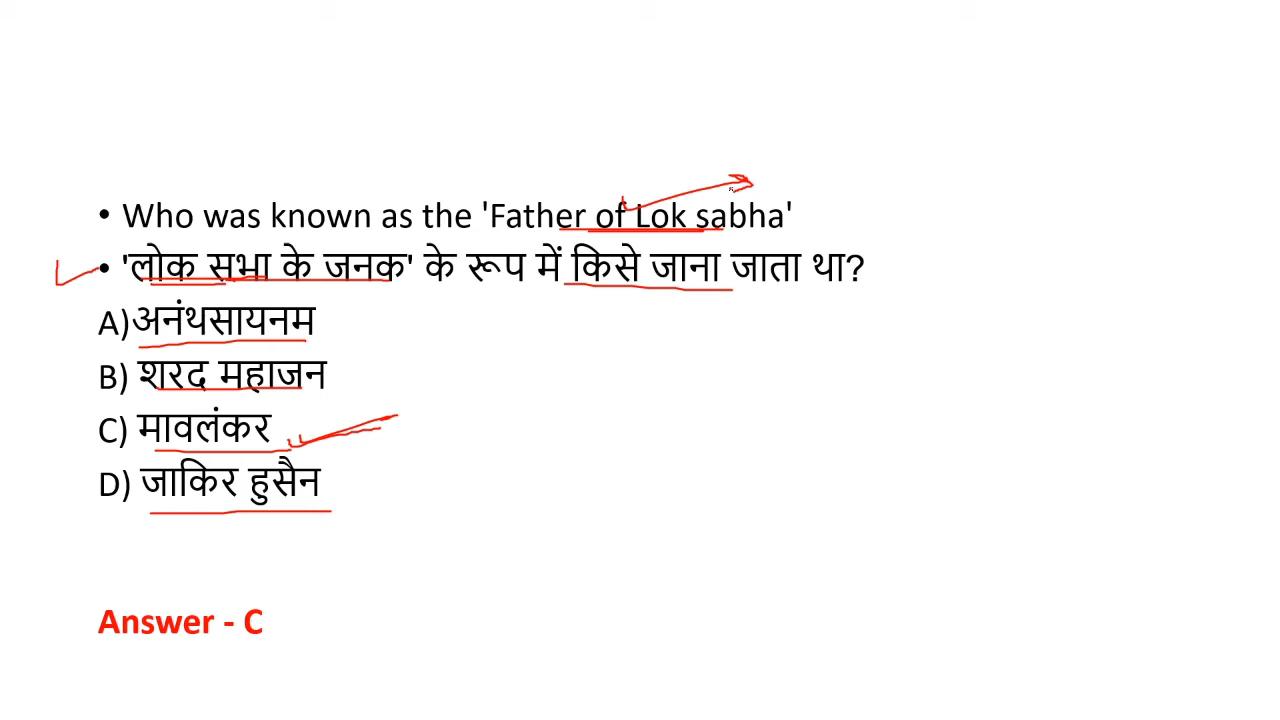 • Who was known as the 'Father of Lok sabha'
• 'लोक सभा के जनक' के रूप में किसे जाना जाता था?
A)अनंथसायनम
B) शरद महाजन
C) मावलंकर
D) जाकिर हुसैन
Answer - C